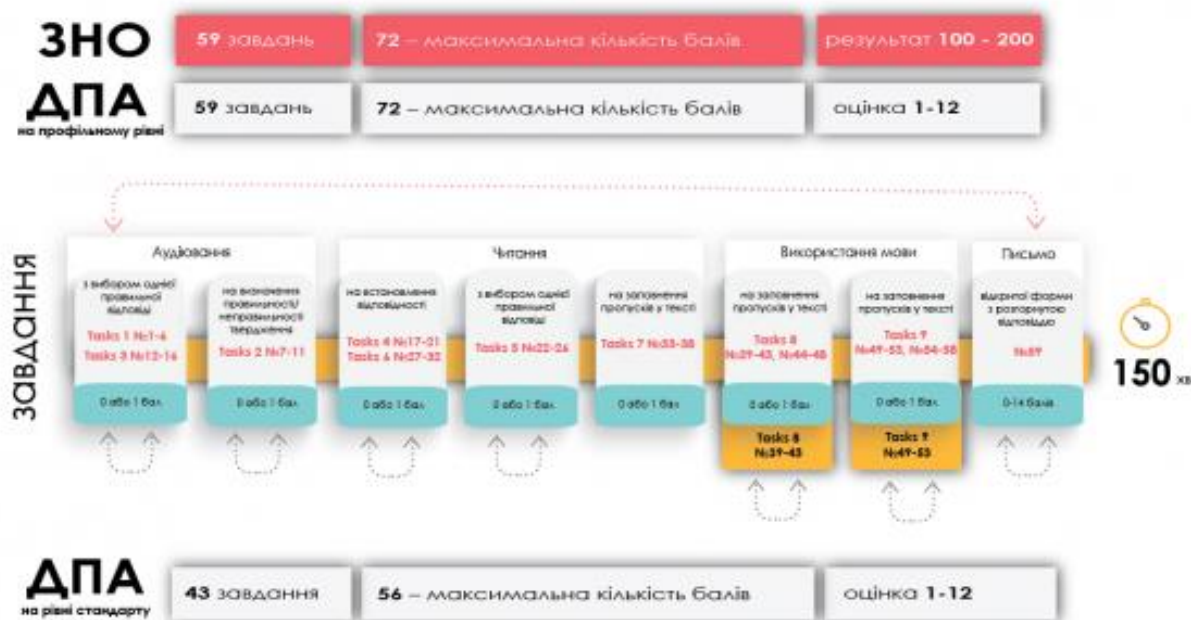 ЗНО
59 завдань
72 – максимальна кількість балів
результат 100 - 200
ДПА
на профільному рівні
59 завдань
72 – максимальна кількість балів
оцінка 1-12
ЗАВДАННЯ
Аудіювання
Читання
Використання мови
Письмо
з вибором однієї
правильної
відповіді
Tasks 1 №1-6
Tasks 3 №12-16
0 або 1 бал
на визначення
правильності/
неправильності
твердження
Tasks 2 №7-11
0 або 1 бал
на встановлення
відповідності
Tasks 4 №17-21
Tasks 6 №27-32
0 або 1 бал
з вибором однієї
правильної
відповіді
Tasks 5 №22-26
0 або 1 бал
на заповнення
пропусків у тексті
Tasks 7 №33-38
0 або 1 бал
на заповнення
пропусків у тексті
Tasks 8
№39-43, №44-48
0 або 1 бал
Tasks 8
№39-43
на заповнення
пропусків у тексті
Tasks 9
№49-53, №54-58
0 або 1 бал
Tasks 9
№49-53
відкритої форми
з розгорнутою
відповіддю
№59
0-14 балів
150 хв
ДПА
на рівні стандарту
43 завдання
56 – максимальна кількість балів
оцінка 1-12